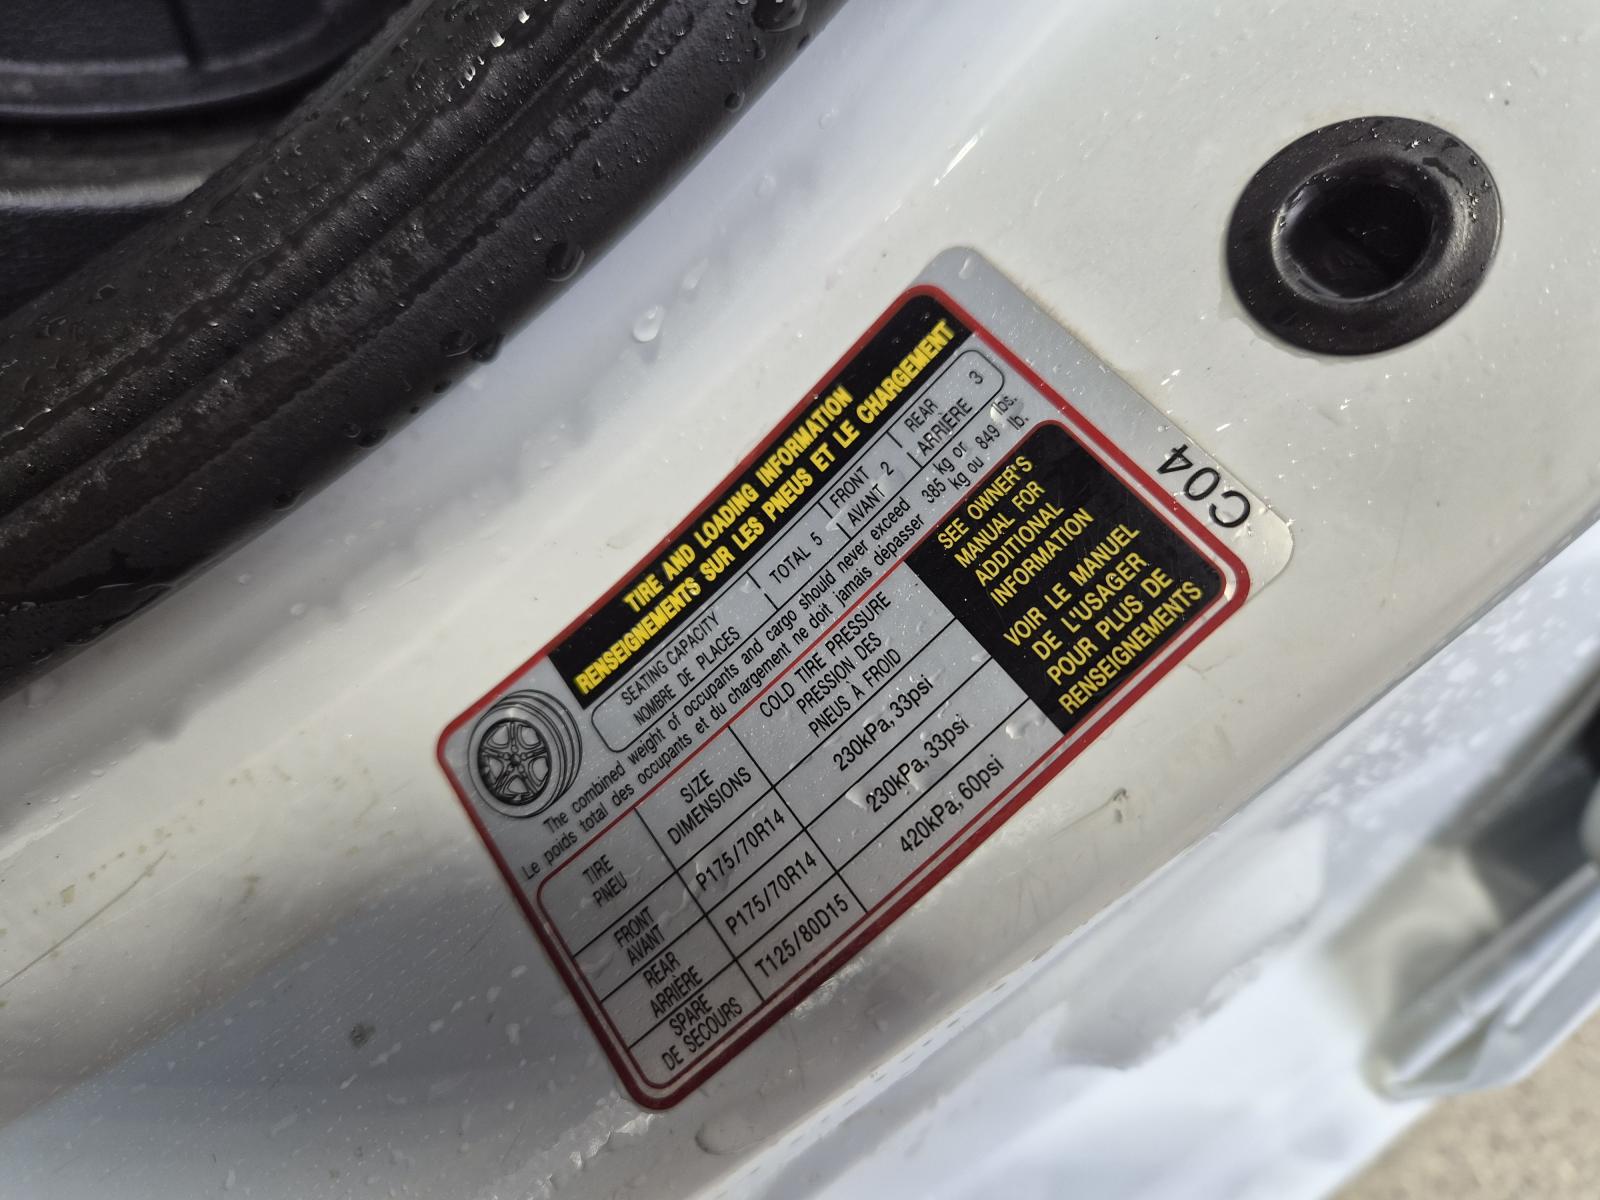 TIRE AND LOADING INFORMATION
RENSEIGNEMENTS SUR LES PNEUS ET LE CHARGEMENT
SEATING CAPACITY
NOMBRE DE PLACES
TOTAL 5
FRONT
AVANT 2
REAR
ARRIÈRE 3
The combined weight of occupants and cargo should never exceed 385 kg or 849 lbs.
Le poids total des occupants et du chargement ne doit jamais dépasser 385 kg ou 849 lb.
TIRE
PNEU
SIZE
DIMENSIONS
COLD TIRE PRESSURE
PRESSION DES
PNEUS À FROID
FRONT
AVANT
P175/70R14
230kPa, 33psi
REAR
ARRIÈRE
P175/70R14
230kPa, 33psi
SPARE
DE SECOURS
T125/80D15
420kPa, 60psi
SEE OWNER'S
MANUAL FOR
ADDITIONAL
INFORMATION
VOIR LE MANUEL
DE L'USAGER
POUR PLUS DE
RENSEIGNEMENTS
C04